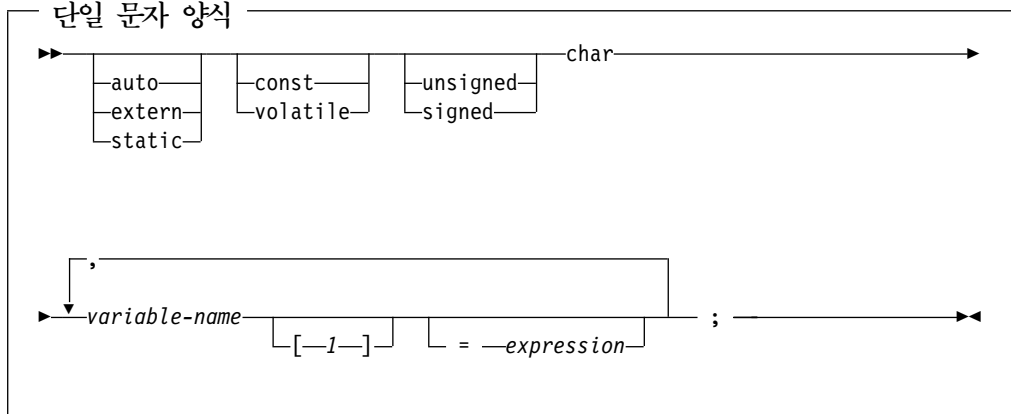 단일 문자 양식
char
auto const unsigned
extern volatile signed
static
,
variable-name ;
[ 1 ] = expression